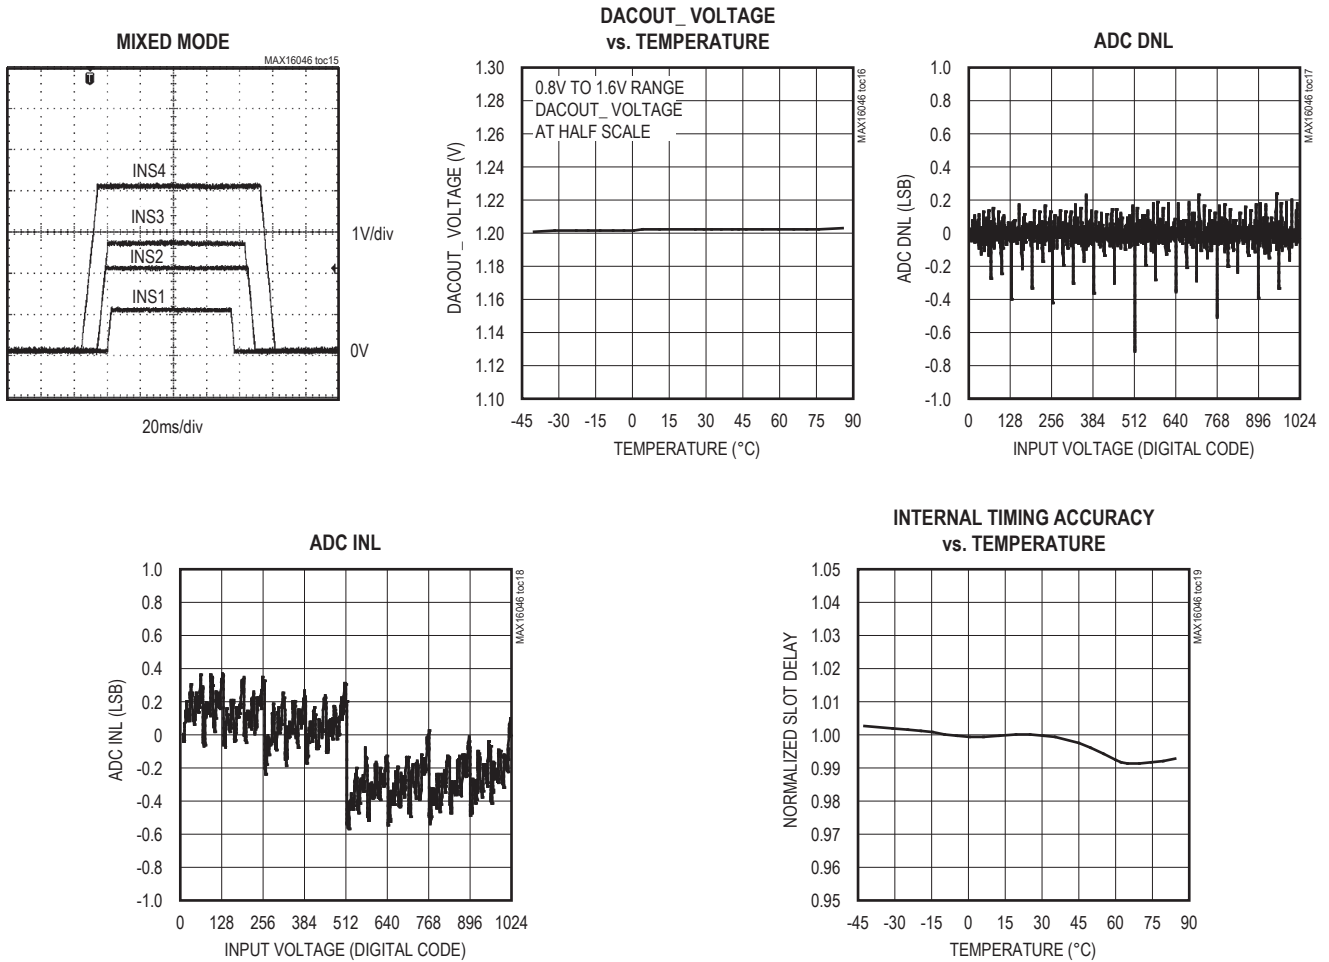 MIXED MODE
MAX16046 toc15
T
INS4
INS3
INS2
INS1
1V/div
0V
20ms/div
DACOUT_ VOLTAGE
vs. TEMPERATURE
MAX16046 toc16
0.8V TO 1.6V RANGE
DACOUT_ VOLTAGE
AT HALF SCALE
DACOUT_ VOLTAGE (V)
1.30
1.28
1.26
1.24
1.22
1.20
1.18
1.16
1.14
1.12
1.10
-45 -30 -15 0 15 30 45 60 75 90
TEMPERATURE (°C)
ADC DNL
MAX16046 toc17
ADC DNL (LSB)
1.0
0.8
0.6
0.4
0.2
0
-0.2
-0.4
-0.6
-0.8
-1.0
0 128 256 384 512 640 768 896 1024
INPUT VOLTAGE (DIGITAL CODE)
ADC INL
MAX16046 toc18
ADC INL (LSB)
1.0
0.8
0.6
0.4
0.2
0
-0.2
-0.4
-0.6
-0.8
-1.0
0 128 256 384 512 640 768 896 1024
INPUT VOLTAGE (DIGITAL CODE)
INTERNAL TIMING ACCURACY
vs. TEMPERATURE
MAX16046 toc19
NORMALIZED SLOT DELAY
1.05
1.04
1.03
1.02
1.01
1.00
0.99
0.98
0.97
0.96
0.95
-45 -30 -15 0 15 30 45 60 75 90
TEMPERATURE (°C)